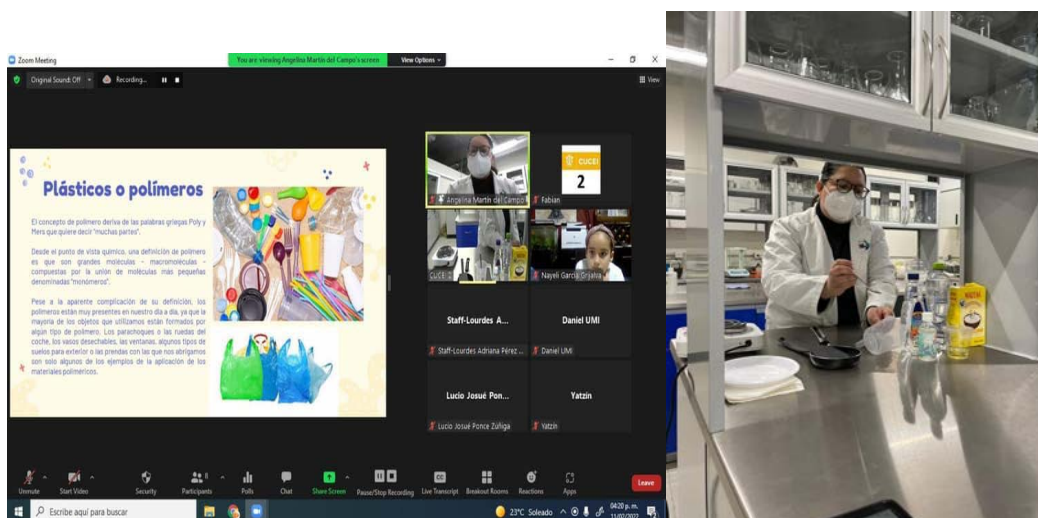 Zoom Meeting
You are viewing Angelina Martín del Campo's screen
View Options
Original Sound: Off
Recording...
View
Plásticos o polímeros
El concepto de polímero deriva de las palabras griegas Poly y
Mers que quiere decir "muchas partes".
Desde el punto de vista químico, una definición de polímero
es que son grandes moléculas - macromoléculas -
compuestas por la unión de moléculas más pequeñas
denominadas "monómeros".
Pese a la aparente complicación de su definición, los
polímeros están muy presentes en nuestro día a día, ya que la
mayoría de los objetos que utilizamos están formados por
algún tipo de polímero. Los parachoques o las ruedas del
coche, los vasos desechables, las ventanas, algunos tipos de
suelos para exterior o las prendas con las que nos abrigamos
son solo algunos de los ejemplos de la aplicación de los
materiales poliméricos.
Angelina Martín del Campo
CUCEI
2
Fabian
Nayeli García Grijalva
Staff-Lourdes A...
Staff-Lourdes Adriana Pérez ...
Daniel UMI
Daniel UMI
Lucio Josué Pon...
Lucio Josué Ponce Zúñiga
Yatzin
Yatzin
Unmute
Start Video
Security
Participants
8
Polls
Chat
Share Screen
Pause/Stop Recording
CC
Live Transcript
Breakout Rooms
Reactions
Apps
Leave
Escribe aquí para buscar
23°C Soleado
04:20 p. m.
11/02/2022